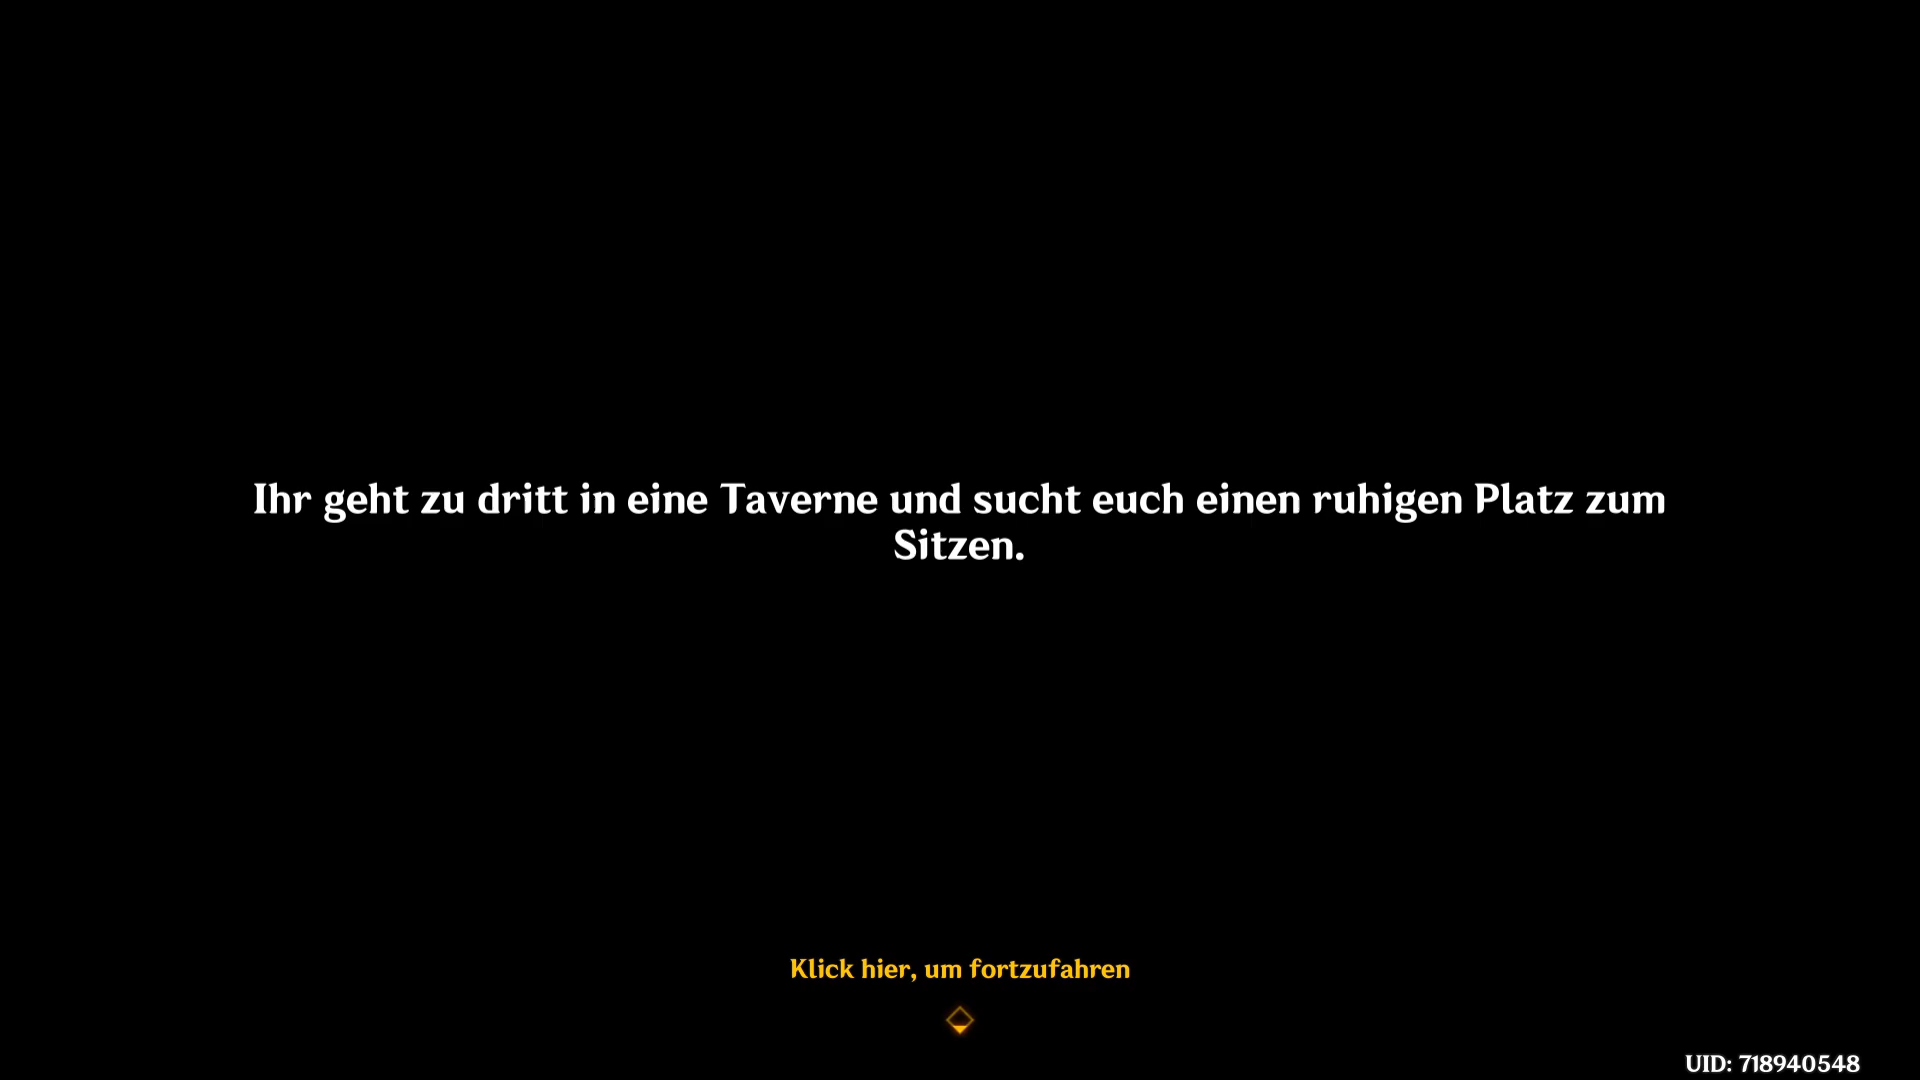 Ihr geht zu dritt in eine Taverne und sucht euch einen ruhigen Platz zum
Sitzen.
Klick hier, um fortzufahren
UID: 718940548